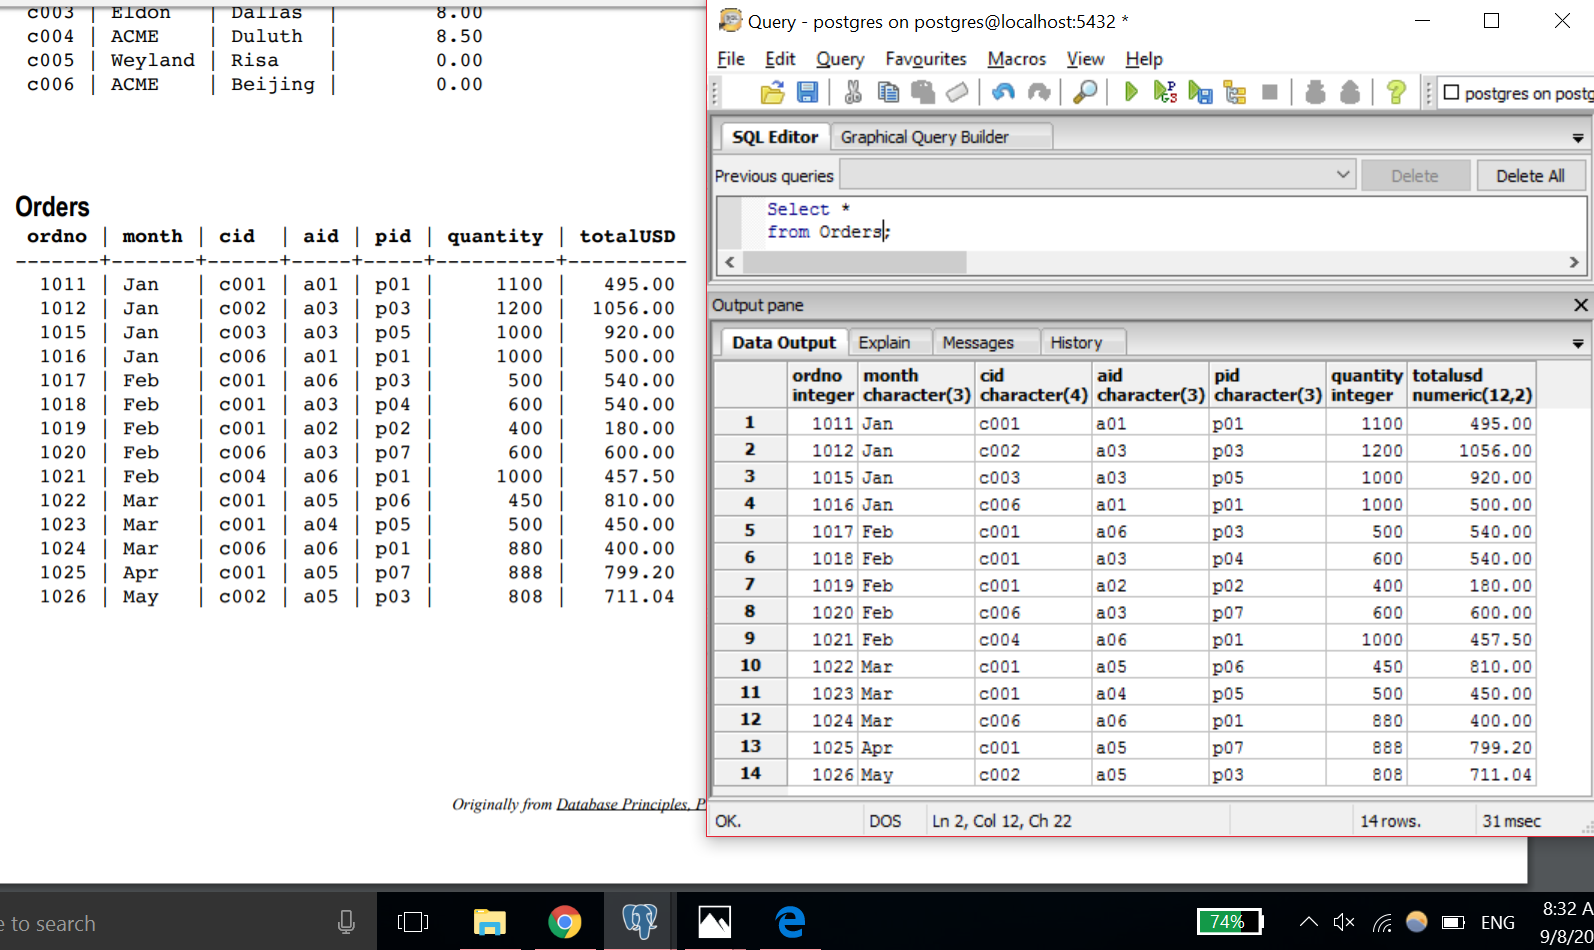 c003 | Eldon | Dallas | 8.00
c004 | ACME | Duluth | 8.50
c005 | Weyland | Risa | 0.00
c006 | ACME | Beijing | 0.00
Orders
ordno | month | cid | aid | pid | quantity | totalUSD
-------+-------+------+-----+-----+----------+----------
1011 | Jan | c001 | a01 | p01 | 1100 | 495.00
1012 | Jan | c002 | a03 | p03 | 1200 | 1056.00
1015 | Jan | c003 | a03 | p05 | 1000 | 920.00
1016 | Jan | c006 | a01 | p01 | 1000 | 500.00
1017 | Feb | c001 | a06 | p03 | 500 | 540.00
1018 | Feb | c001 | a03 | p04 | 600 | 540.00
1019 | Feb | c001 | a02 | p02 | 400 | 180.00
1020 | Feb | c006 | a03 | p07 | 600 | 600.00
1021 | Feb | c004 | a06 | p01 | 1000 | 457.50
1022 | Mar | c001 | a05 | p06 | 450 | 810.00
1023 | Mar | c001 | a04 | p05 | 500 | 450.00
1024 | Mar | c006 | a06 | p01 | 880 | 400.00
1025 | Apr | c001 | a05 | p07 | 888 | 799.20
1026 | May | c002 | a05 | p03 | 808 | 711.04
Originally from Database Principles, P
Query - postgres on postgres@localhost:5432 *
File Edit Query Favourites Macros View Help
postgres on postg
SQL Editor Graphical Query Builder
Previous queries Delete Delete All
Select *
from Orders;
Output pane
Data Output Explain Messages History
ordno month cid aid pid quantity totalusd
integer character(3) character(4) character(3) character(3) integer numeric(12,2)
1 1011 Jan c001 a01 p01 1100 495.00
2 1012 Jan c002 a03 p03 1200 1056.00
3 1015 Jan c003 a03 p05 1000 920.00
4 1016 Jan c006 a01 p01 1000 500.00
5 1017 Feb c001 a06 p03 500 540.00
6 1018 Feb c001 a03 p04 600 540.00
7 1019 Feb c001 a02 p02 400 180.00
8 1020 Feb c006 a03 p07 600 600.00
9 1021 Feb c004 a06 p01 1000 457.50
10 1022 Mar c001 a05 p06 450 810.00
11 1023 Mar c001 a04 p05 500 450.00
12 1024 Mar c006 a06 p01 880 400.00
13 1025 Apr c001 a05 p07 888 799.20
14 1026 May c002 a05 p03 808 711.04
OK. DOS Ln 2, Col 12, Ch 22 14 rows. 31 msec
e to search
74% ENG
8:32 A
9/8/20